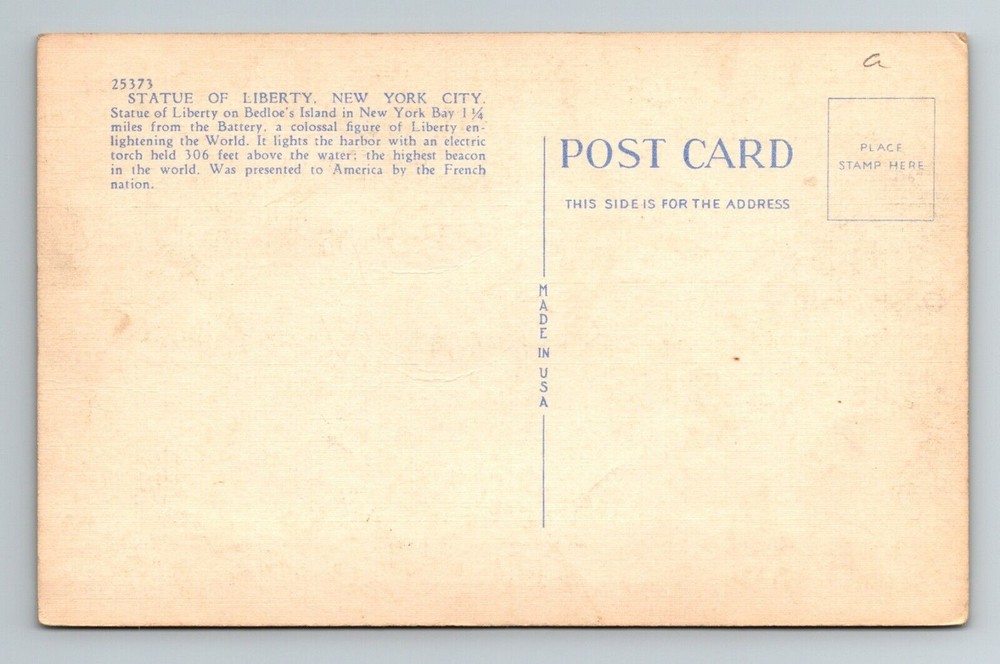 25373
STATUE OF LIBERTY, NEW YORK CITY.
Statue of Liberty on Bedloe's Island in New York Bay 1¼
miles from the Battery, a colossal figure of Liberty en-
lightening the World. It lights the harbor with an electric
torch held 306 feet above the water; the highest beacon
in the world. Was presented to America by the French
nation.
POST CARD
THIS SIDE IS FOR THE ADDRESS
PLACE
STAMP HERE
MADE IN USA
a